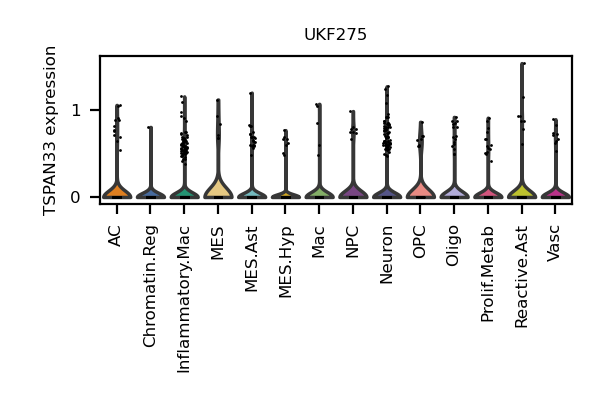 UKF275
TSPAN33 expression
1
0
AC
Chromatin.Reg
Inflammatory.Mac
MES
MES.Ast
MES.Hyp
Mac
NPC
Neuron
OPC
Oligo
Prolif.Metab
Reactive.Ast
Vasc